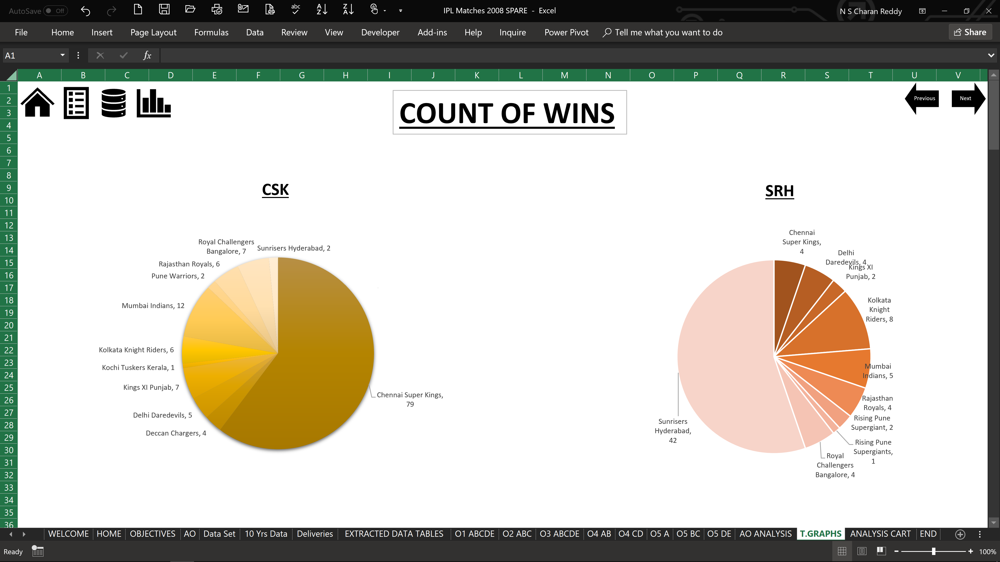 AutoSave Off
abc
A
Z
Z
A
IPL Matches 2008 SPARE - Excel
N S Charan Reddy
File Home Insert Page Layout Formulas Data Review View Developer Add-ins Help Inquire Power Pivot Tell me what you want to do Share
A1 fx
A B C D E F G H I J K L M N O P Q R S T U V
1
2
3
4
5
6
7
8
9
10
11
12
13
14
15
16
17
18
19
20
21
22
23
24
25
26
27
28
29
30
31
32
33
34
35
36
COUNT OF WINS
Previous
Next
CSK
Royal Challengers
Bangalore, 7
Sunrisers Hyderabad, 2
Rajasthan Royals, 6
Pune Warriors, 2
Mumbai Indians, 12
Kolkata Knight Riders, 6
Kochi Tuskers Kerala, 1
Kings XI Punjab, 7
Delhi Daredevils, 5
Deccan Chargers, 4
Chennai Super Kings,
79
SRH
Chennai
Super Kings,
4
Delhi
Daredevils, 4
Kings XI
Punjab, 2
Kolkata
Knight
Riders, 8
Mumbai
Indians, 5
Rajasthan
Royals, 4
Rising Pune
Supergiant, 2
Rising Pune
Supergiants,
1
Royal
Challengers
Bangalore, 4
Sunrisers
Hyderabad,
42
WELCOME HOME OBJECTIVES AO Data Set 10 Yrs Data Deliveries EXTRACTED DATA TABLES O1 ABCDE O2 ABC O3 ABCDE O4 AB O4 CD O5 A O5 BC O5 DE AO ANALYSIS T.GRAPHS ANALYSIS CART END
Ready
100%